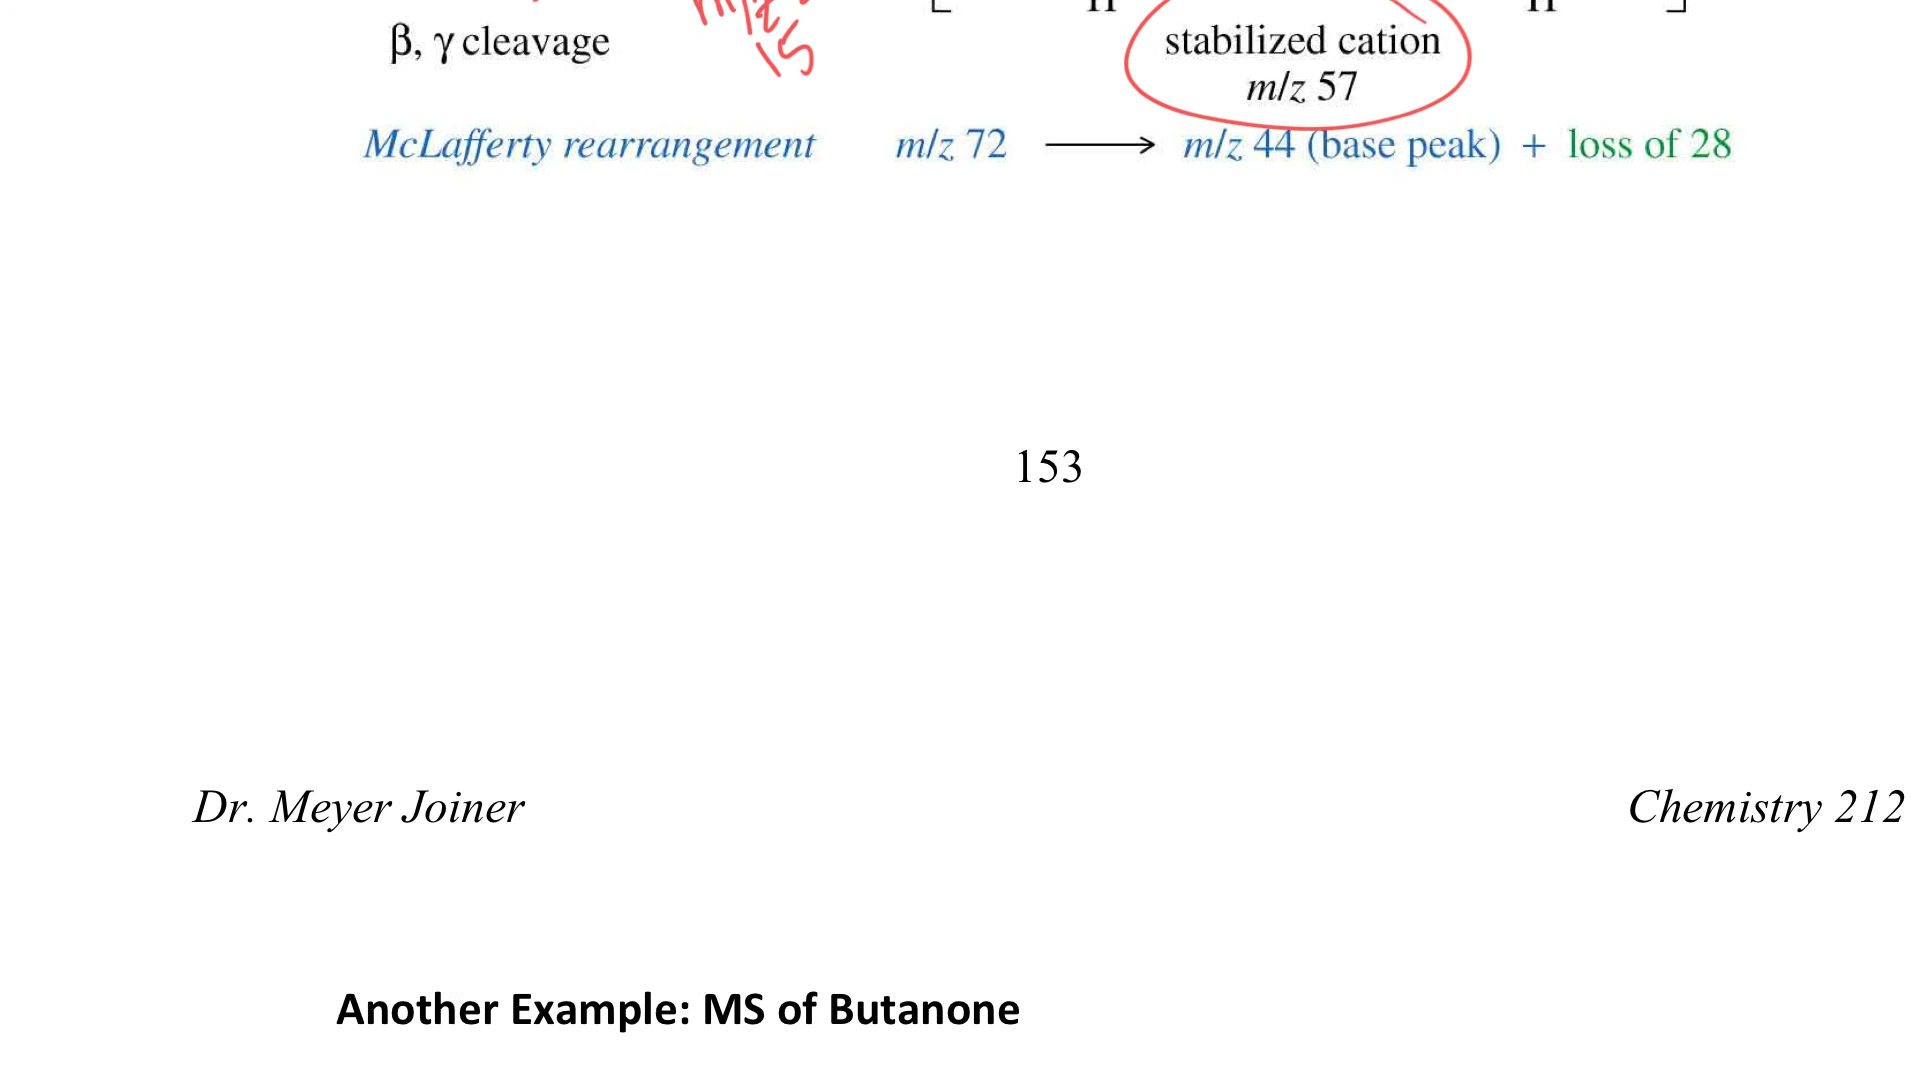 m/z
15
β, γ cleavage
stabilized cation
m/z 57
McLafferty rearrangement m/z 72 ⟶ m/z 44 (base peak) + loss of 28
153
Dr. Meyer Joiner Chemistry 212
Another Example: MS of Butanone